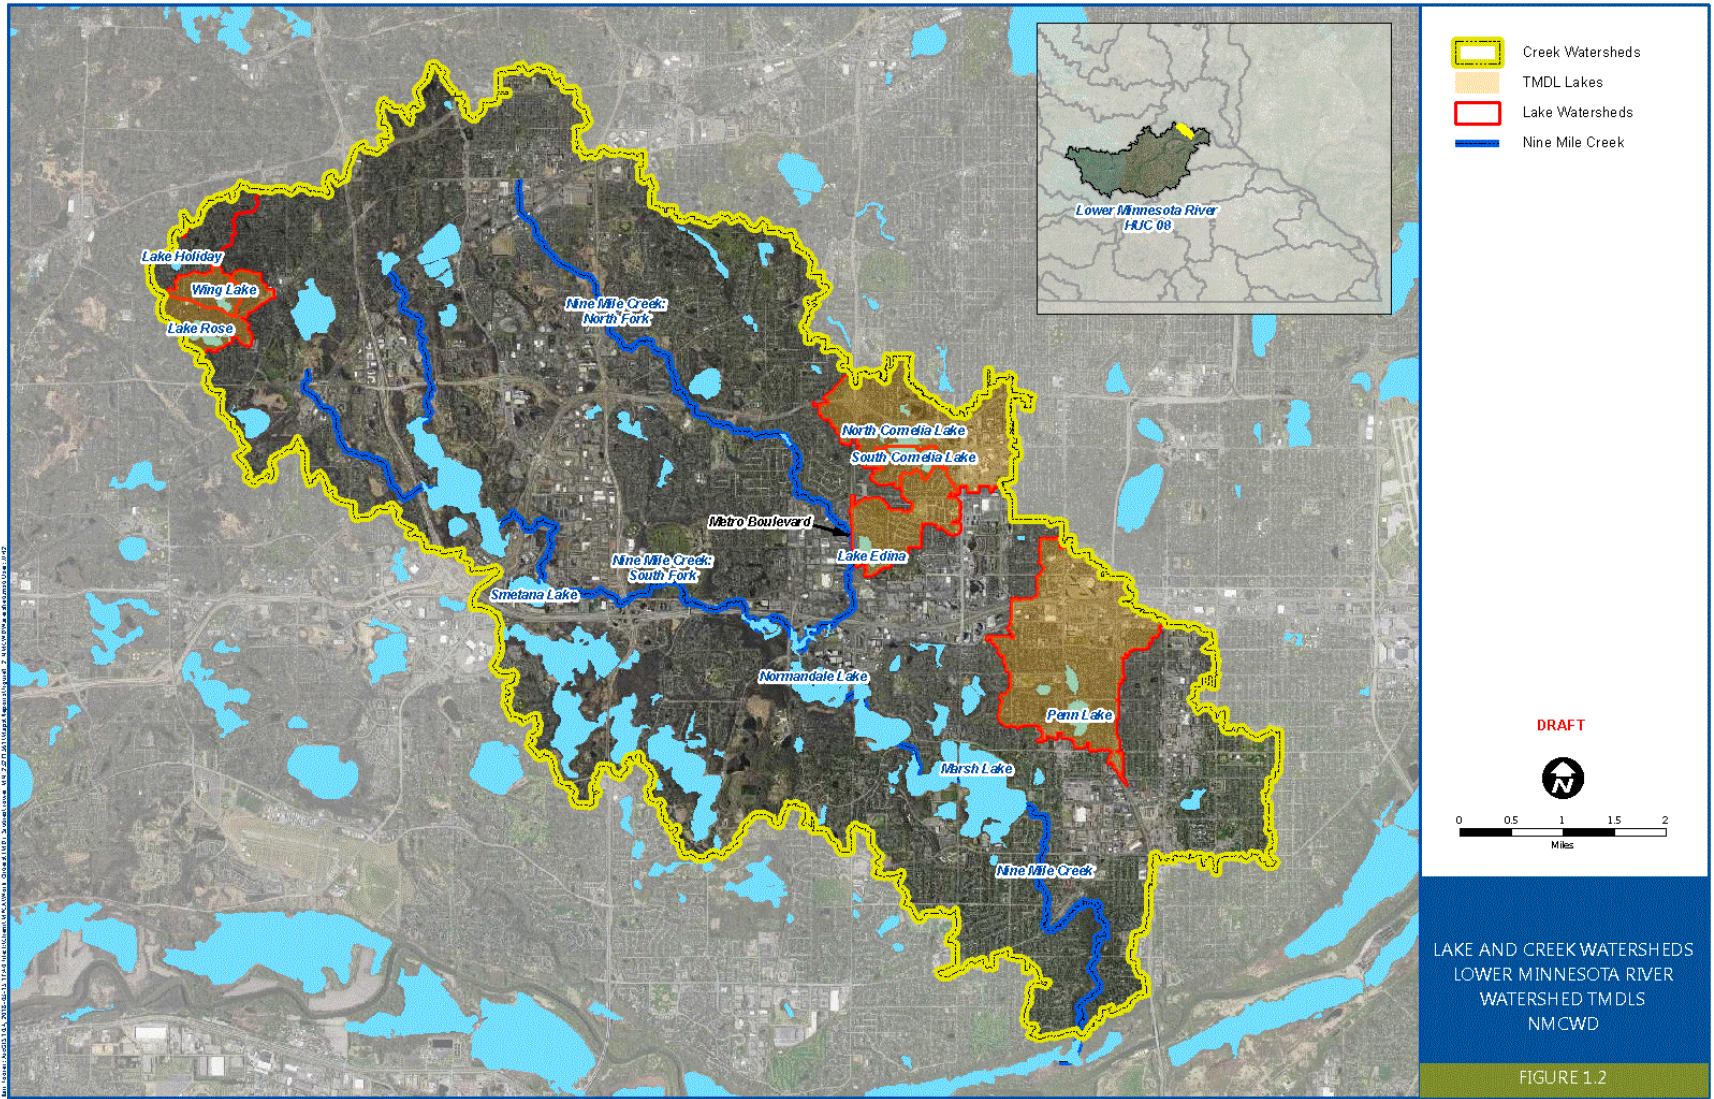 Creek Watersheds
TMDL Lakes
Lake Watersheds
Nine Mile Creek
Lower Minnesota River
HUC 08
Lake Holiday
Wing Lake
Lake Rose
Nine Mile Creek:
North Fork
North Cornelia Lake
South Cornelia Lake
Metro Boulevard
Lake Edina
Nine Mile Creek:
South Fork
Smetana Lake
Normandale Lake
Penn Lake
Marsh Lake
Nine Mile Creek
DRAFT
N
0 0.5 1 1.5 2
Miles
LAKE AND CREEK WATERSHEDS
LOWER MINNESOTA RIVER
WATERSHED TMDLS
NMCWD
FIGURE 1.2